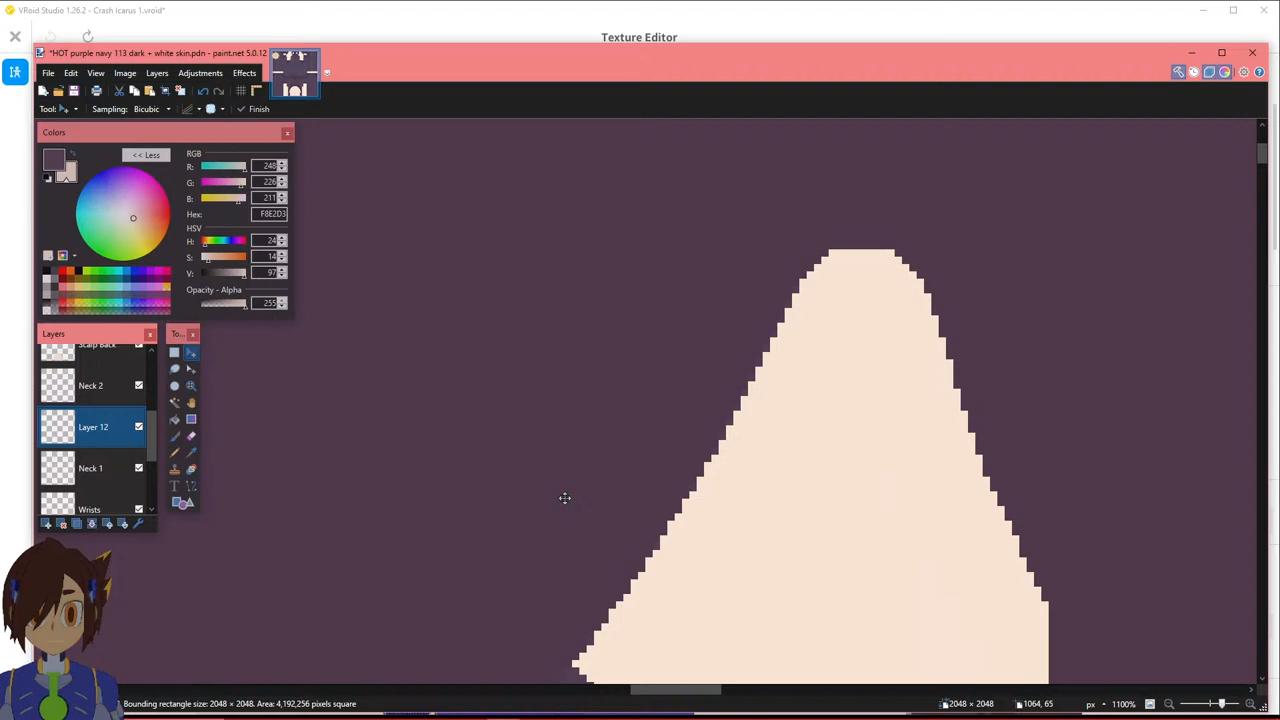 VRoid Studio 1.26.2 - Crash Icarus 1.vroid*
Texture Editor
*HOT purple navy 113 dark + white skin.pdn - paint.net 5.0.12
File Edit View Image Layers Adjustments Effects
Tool: Sampling: Bicubic Finish
Colors
<< Less
RGB
R: 248
G: 226
B: 211
Hex: F8E2D3
HSV
H: 24
S: 14
V: 97
Opacity - Alpha
255
Layers
To...
Scalp Back
Neck 2
Layer 12
Neck 1
Wrists
Bounding rectangle size: 2048 × 2048. Area: 4,192,256 pixels square
2048 × 2048
1064, 65
px
1100%